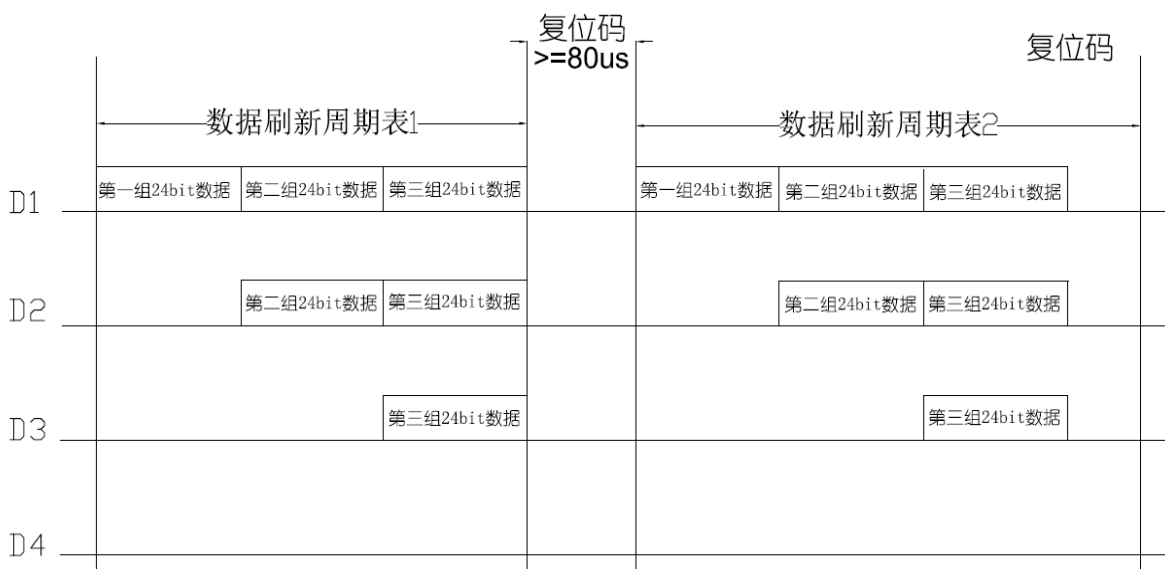 复位码
>=80us
复位码
数据刷新周期表1
数据刷新周期表2
D1
第一组24bit数据
第二组24bit数据
第三组24bit数据
第一组24bit数据
第二组24bit数据
第三组24bit数据
D2
第二组24bit数据
第三组24bit数据
第二组24bit数据
第三组24bit数据
D3
第三组24bit数据
第三组24bit数据
D4